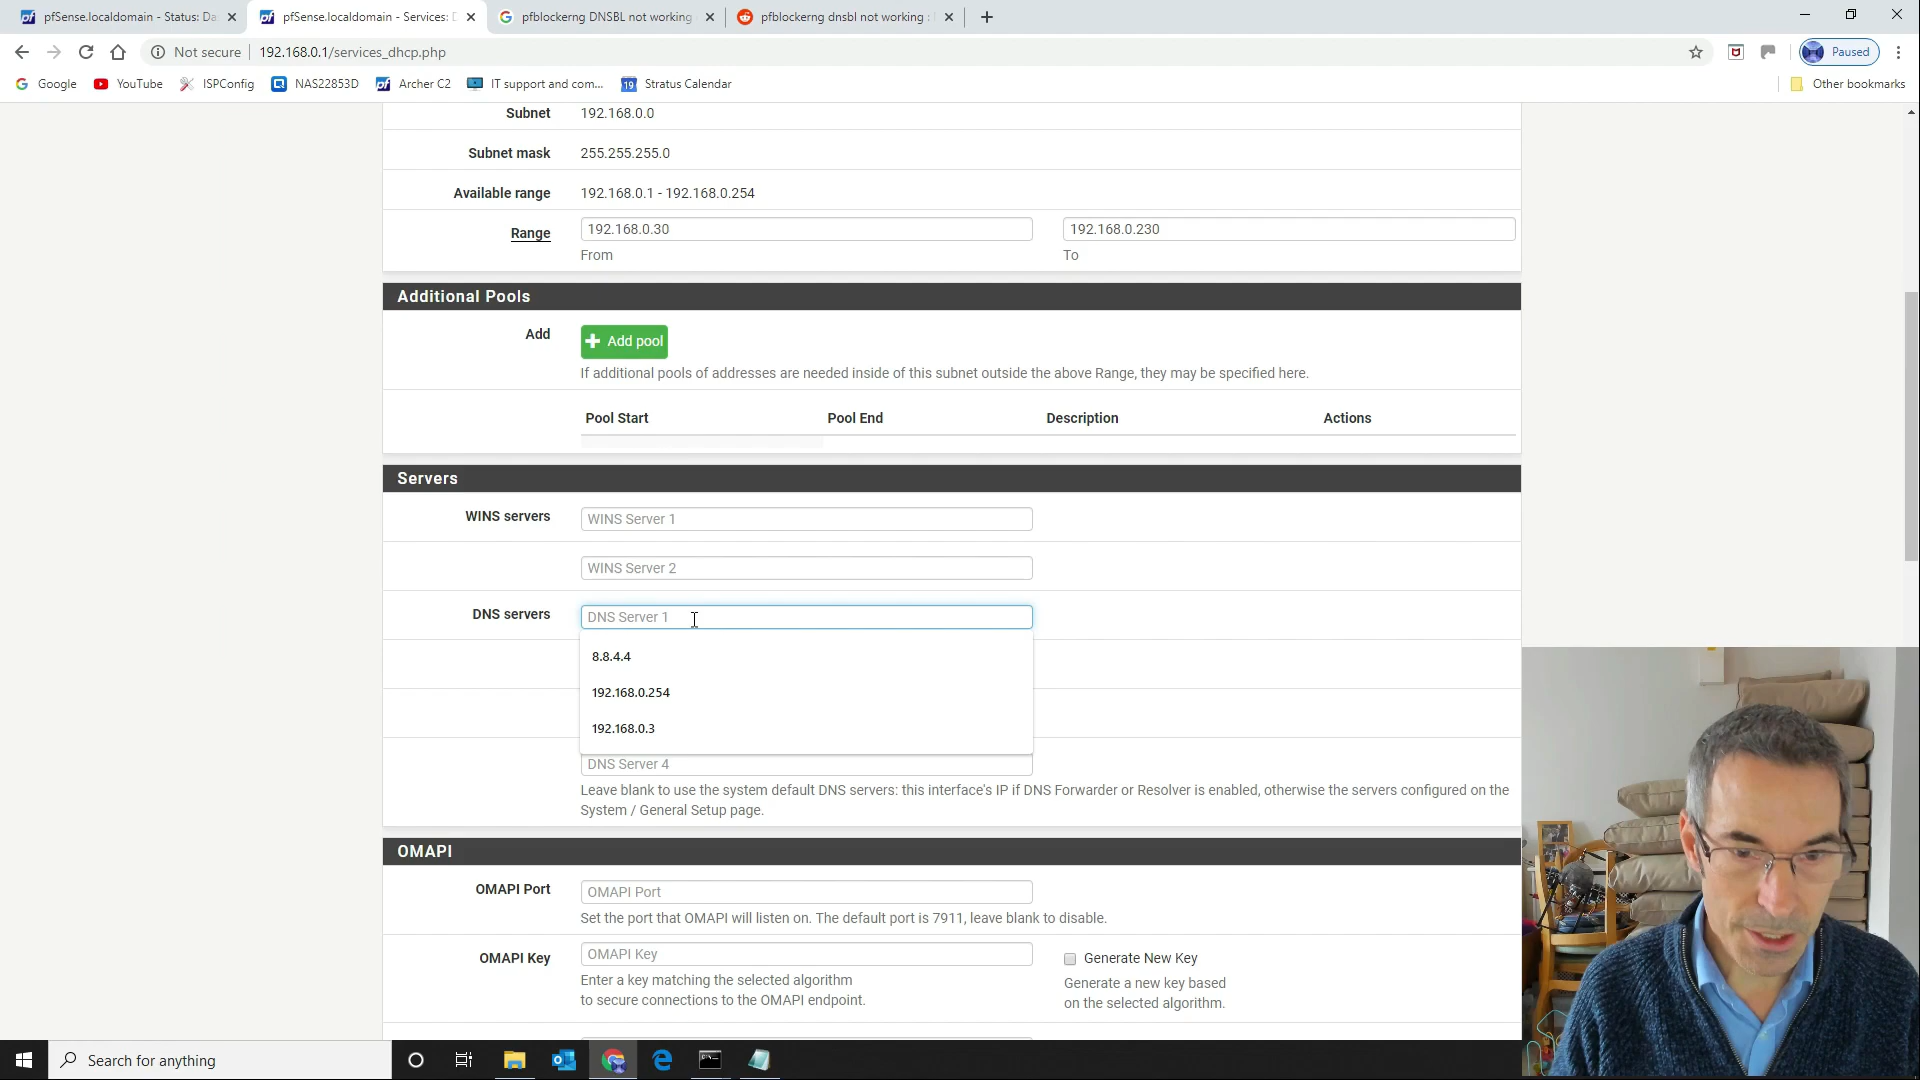 pfSense.localdomain - Status: Da
pfSense.localdomain - Services: D
pfblockerng DNSBL not working
pfblockerng dnsbl not working :
Not secure
192.168.0.1/services_dhcp.php
Paused
Google
YouTube
ISPConfig
NAS22853D
Archer C2
IT support and com...
19
Stratus Calendar
Other bookmarks
Subnet
192.168.0.0
Subnet mask
255.255.255.0
Available range
192.168.0.1 - 192.168.0.254
Range
192.168.0.30
192.168.0.230
From
To
Additional Pools
Add
Add pool
If additional pools of addresses are needed inside of this subnet outside the above Range, they may be specified here.
Pool Start
Pool End
Description
Actions
Servers
WINS servers
WINS Server 1
WINS Server 2
DNS servers
DNS Server 1
8.8.4.4
192.168.0.254
192.168.0.3
DNS Server 4
Leave blank to use the system default DNS servers: this interface's IP if DNS Forwarder or Resolver is enabled, otherwise the servers configured on the
System / General Setup page.
OMAPI
OMAPI Port
OMAPI Port
Set the port that OMAPI will listen on. The default port is 7911, leave blank to disable.
OMAPI Key
OMAPI Key
Generate New Key
Enter a key matching the selected algorithm
to secure connections to the OMAPI endpoint.
Generate a new key based
on the selected algorithm.
Search for anything